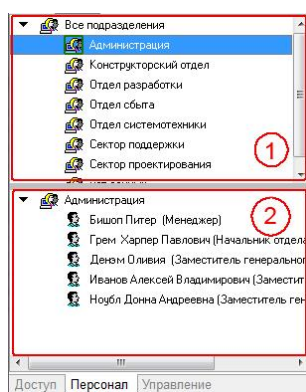 Все подразделения
Администрация
Конструкторский отдел
Отдел разработки
Отдел сбыта
Отдел системотехники
Сектор поддержки
Сектор проектирования
1
Администрация
2
Бишоп Питер (Менеджер)
Грем Харпер Павлович (Начальник отдела
Денэм Оливия (Заместитель генерального
Иванов Алексей Владимирович (Заместит
Ноубл Донна Андреевна (Заместитель ген
Доступ Персонал Управление